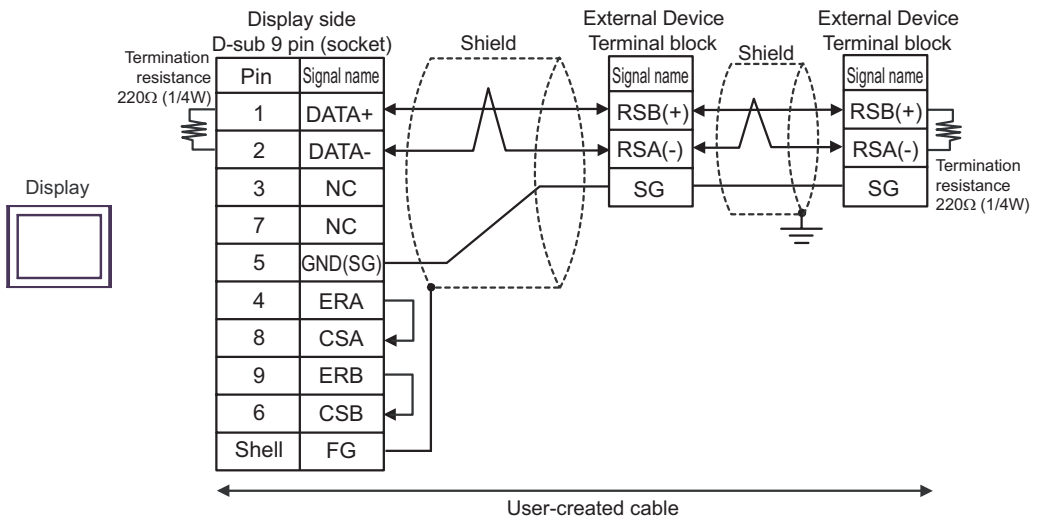 Display side
D-sub 9 pin (socket)
Termination
resistance
220Ω (1/4W)
Shield
External Device
Terminal block
Shield
External Device
Terminal block
Pin Signal name
1 DATA+
2 DATA-
3 NC
7 NC
5 GND(SG)
4 ERA
8 CSA
9 ERB
6 CSB
Shell FG
Signal name
RSB(+)
RSA(-)
SG
Signal name
RSB(+)
RSA(-)
SG
Termination
resistance
220Ω (1/4W)
Display
User-created cable